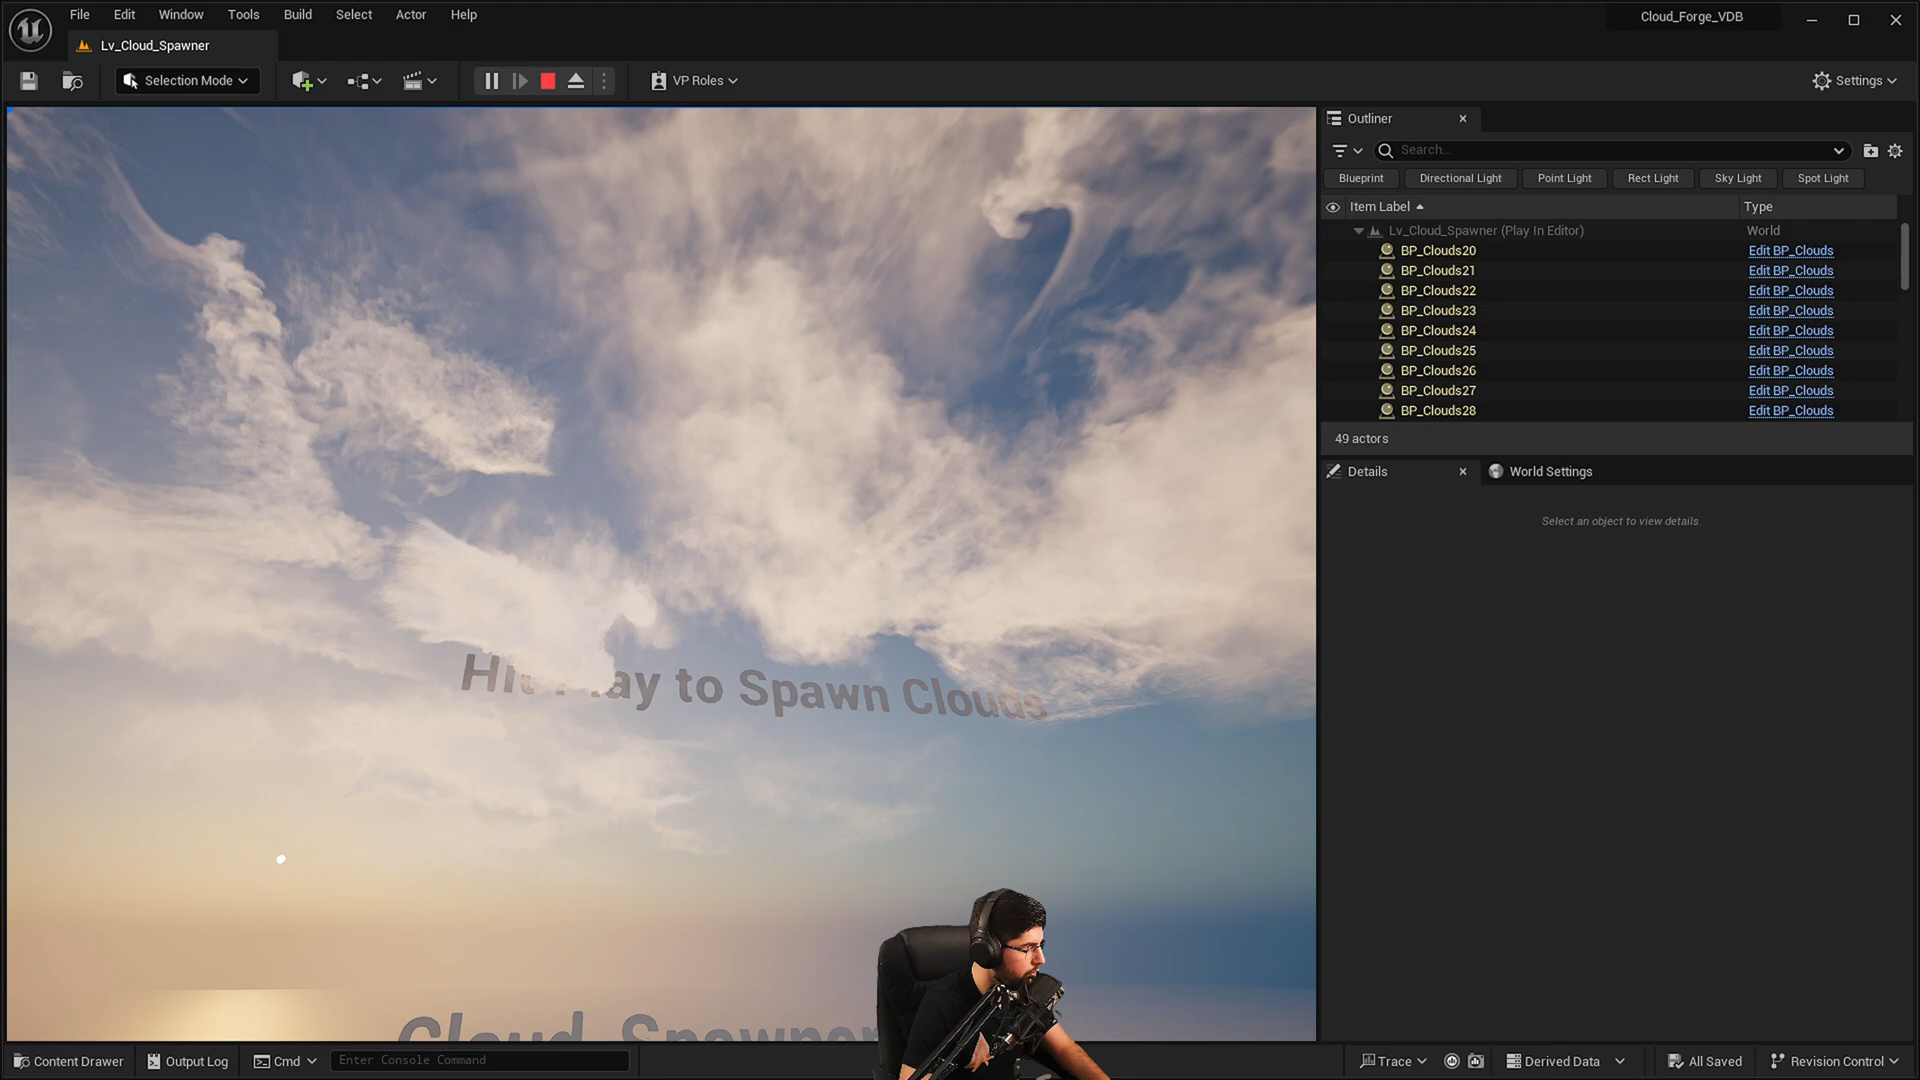 File Edit Window Tools Build Select Actor Help
Cloud_Forge_VDB
Lv_Cloud_Spawner
Selection Mode
VP Roles
Settings
Outliner
Search...
Blueprint Directional Light Point Light Rect Light Sky Light Spot Light
Item Label Type
Lv_Cloud_Spawner (Play In Editor) World
BP_Clouds20 Edit BP_Clouds
BP_Clouds21 Edit BP_Clouds
BP_Clouds22 Edit BP_Clouds
BP_Clouds23 Edit BP_Clouds
BP_Clouds24 Edit BP_Clouds
BP_Clouds25 Edit BP_Clouds
BP_Clouds26 Edit BP_Clouds
BP_Clouds27 Edit BP_Clouds
BP_Clouds28 Edit BP_Clouds
49 actors
Details World Settings
Select an object to view details.
Hit Play to Spawn Clouds
Cloud Spawner
Content Drawer Output Log Cmd Enter Console Command Trace Derived Data All Saved Revision Control